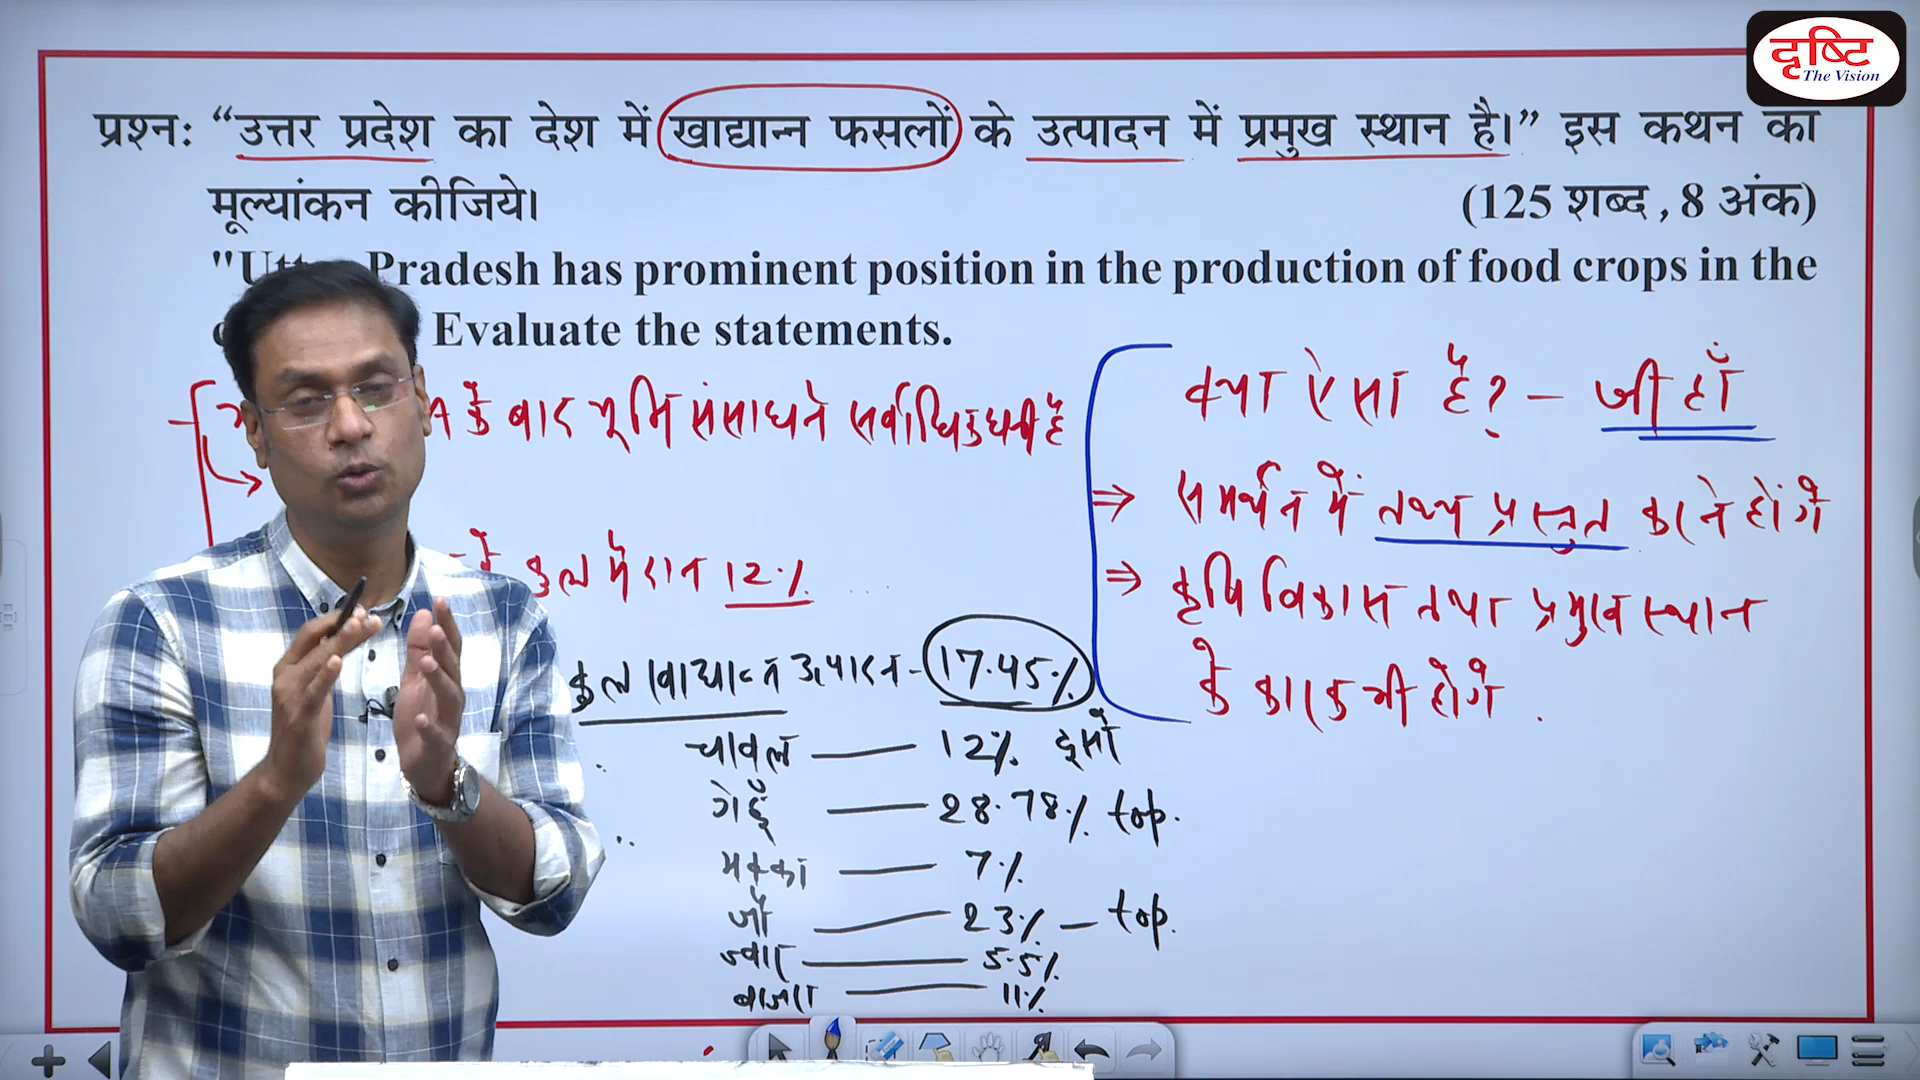 दृष्टि
The Vision
प्रश्न: “उत्तर प्रदेश का देश में खाद्यान्न फसलों के उत्पादन में प्रमुख स्थान है।” इस कथन का
मूल्यांकन कीजिये। (125 शब्द , 8 अंक)
Pradesh has prominent position in the production of food crops in the
Evaluate the statements.
के बाद भूमि संसाधन सर्वाधिक धनी है
कुल मैदान 12%
कुल खाद्यान्न उत्पादन - 17.45%
चावल — 12% दूसरा
गेहूँ — 28.78% top.
मक्का — 7%
जौ — 23% — top.
ज्वार — 5.5%
बाजरा — 11%
क्या ऐसा है? – जी हाँ
⇒ समर्थन में तथ्य प्रस्तुत करने होंगे
⇒ कृषि विकास तथा प्रमुख स्थान
के कारक भी होंगे.